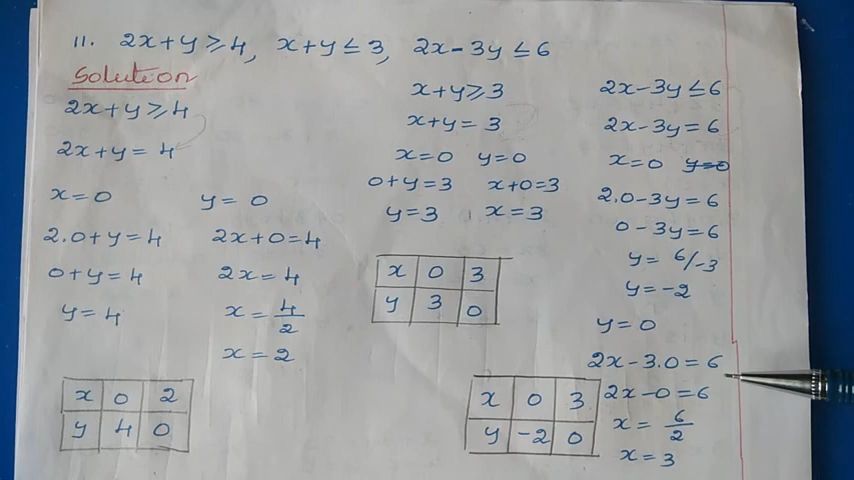 11. 2x+y ≥ 4, x+y ≤ 3, 2x-3y ≤ 6
Solution
2x+y ≥ 4
2x+y = 4
x=0 y=0
2.0+y=4 2x+0=4
0+y=4 2x=4
y=4 x=4/2
x=2
x 0 2
y 4 0
x+y ≥ 3
x+y = 3
x=0 y=0
0+y=3 x+0=3
y=3 x=3
x 0 3
y 3 0
2x-3y ≤ 6
2x-3y=6
x=0 y=0
2.0-3y=6
0-3y=6
y= 6/-3
y=-2
y=0
2x-3.0=6
2x-0=6
x=6/2
x=3
x 0 3
y -2 0